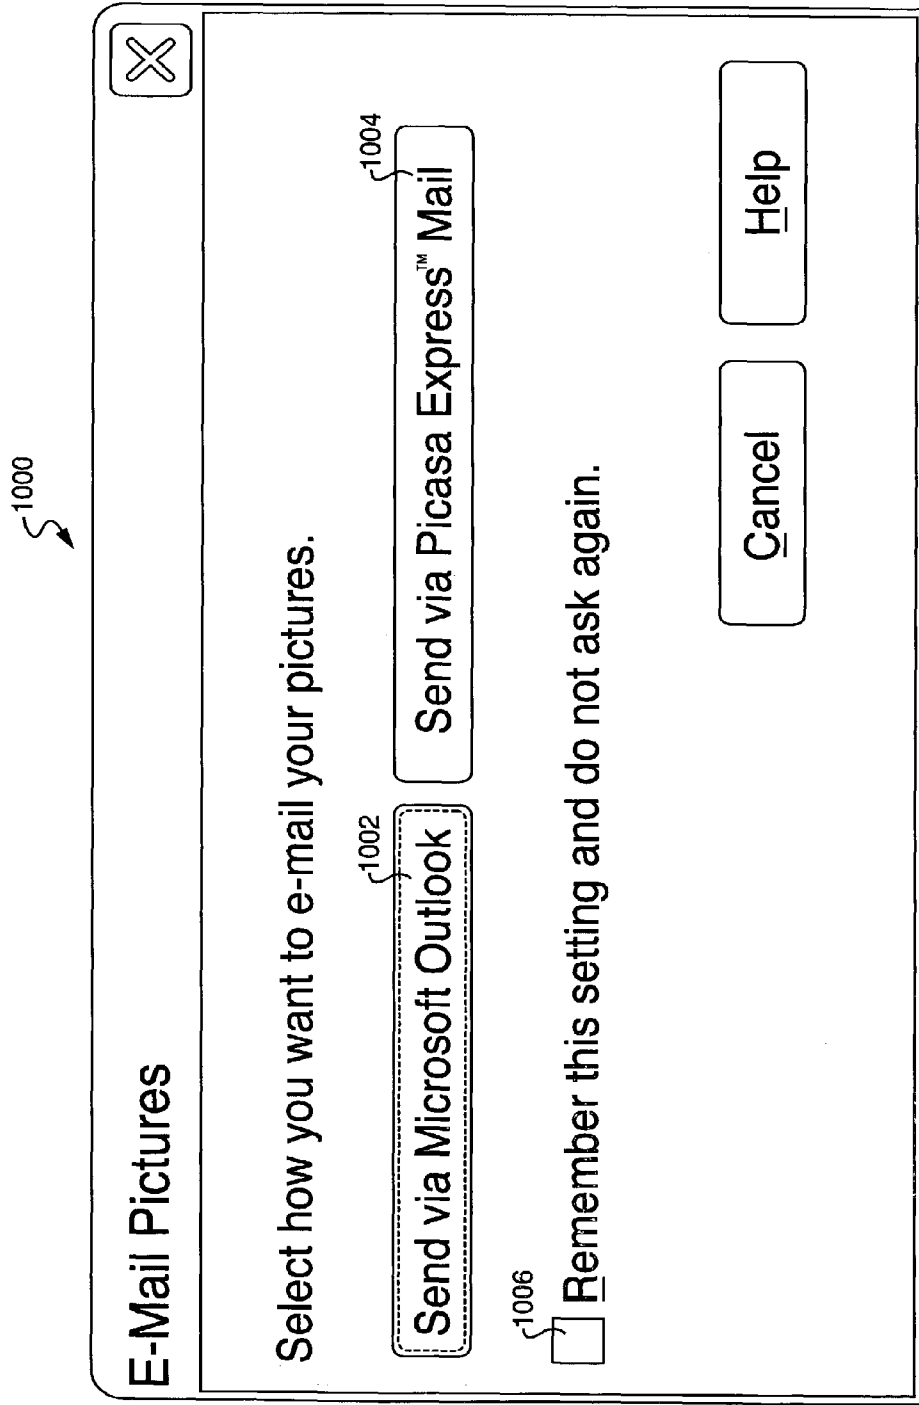 1000
E-Mail Pictures
Select how you want to e-mail your pictures.
1002
1004
Send via Microsoft Outlook
Send via Picasa Express™ Mail
1006
Remember this setting and do not ask again.
Cancel
Help